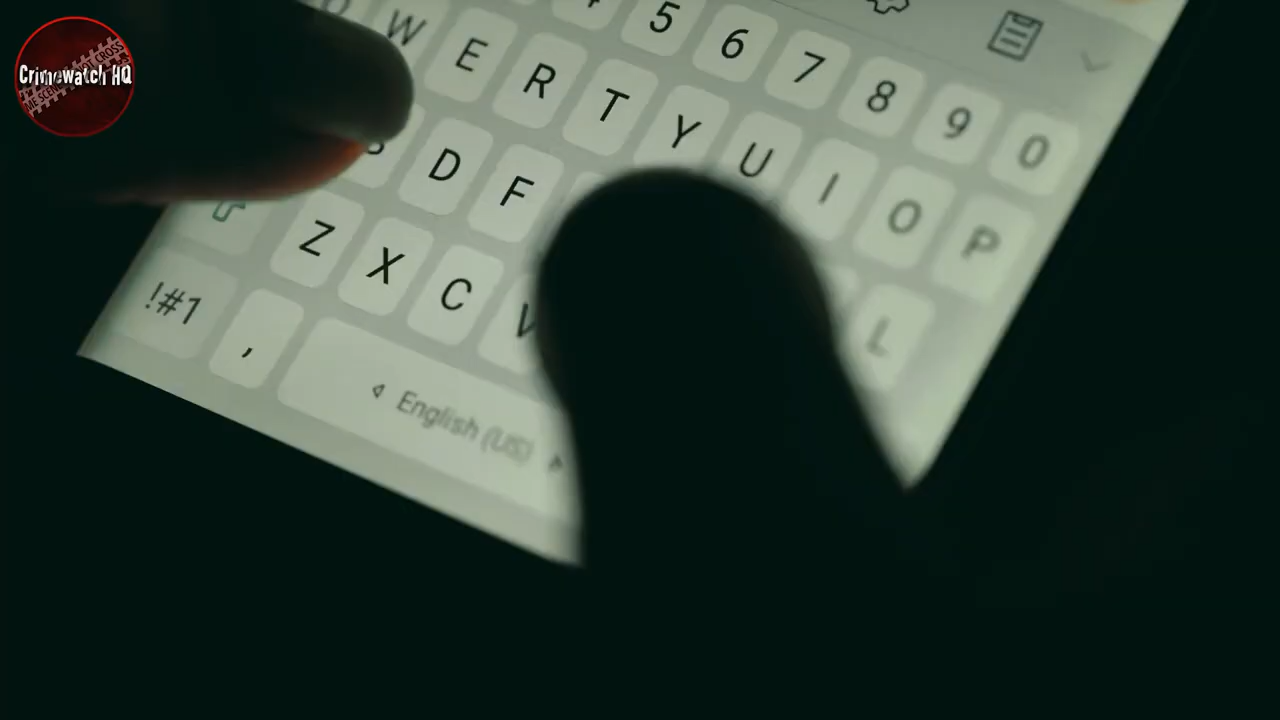 Crimewatch HQ
5 6 7 8 9 0
W E R T Y U I O P
S D F L
Z X C V
!#1 , English (US)